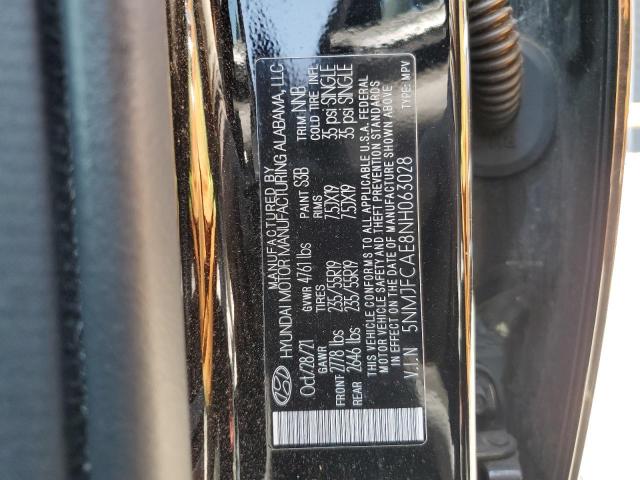 MANUFACTURED BY
HYUNDAI MOTOR MANUFACTURING ALABAMA, LLC
Oct/28/21 GVWR 4761 lbs PAINT S3B TRIM NNB
GAWR TIRES RIMS COLD TIRE INFL
FRONT 2778 lbs 235/55R19 7.5JX19 35 psi SINGLE
REAR 2646 lbs 235/55R19 7.5JX19 35 psi SINGLE
THIS VEHICLE CONFORMS TO ALL APPLICABLE U.S.A. FEDERAL
MOTOR VEHICLE SAFETY AND THEFT PREVENTION STANDARDS
IN EFFECT ON THE DATE OF MANUFACTURE SHOWN ABOVE
V.I.N 5NMJFCAE8NH063028 TYPE: MPV